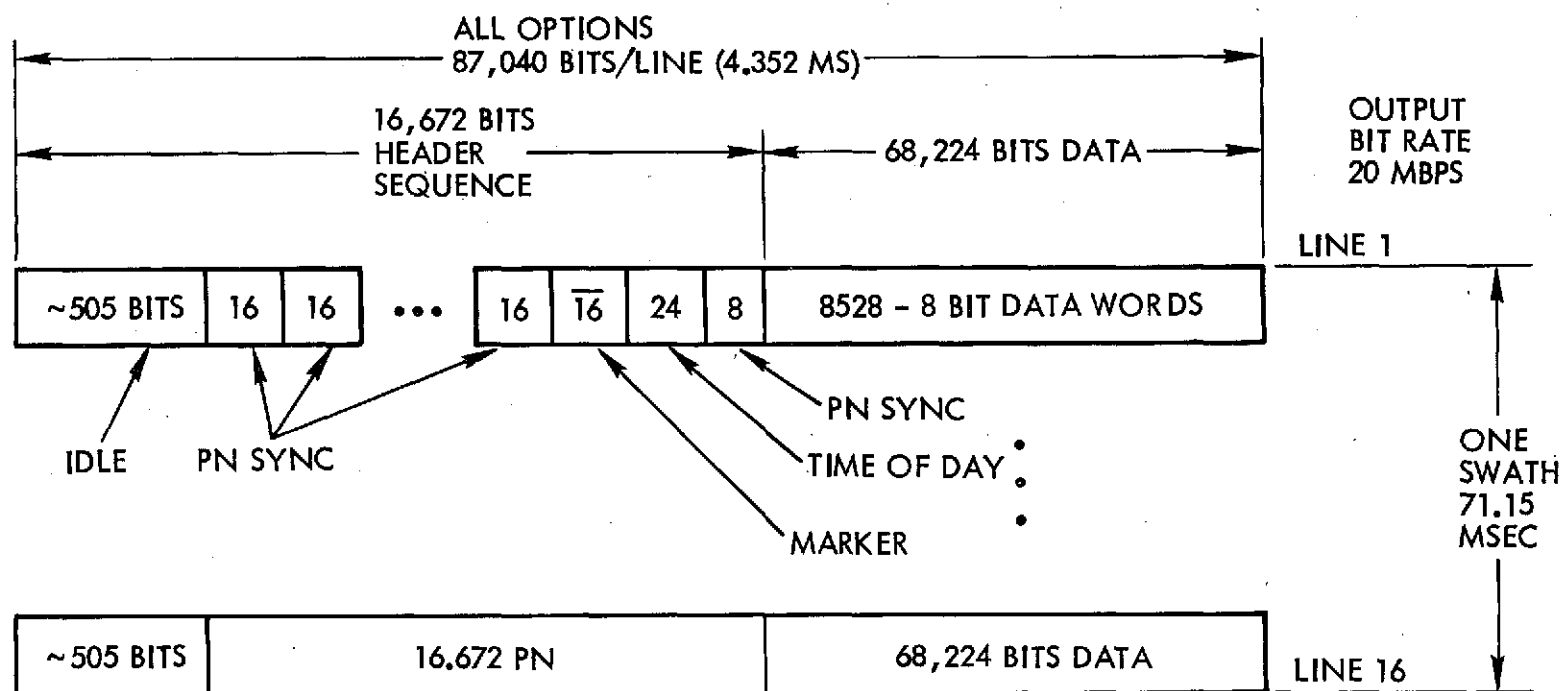 ALL OPTIONS
87,040 BITS/LINE (4.352 MS)
16,672 BITS
HEADER
SEQUENCE
68,224 BITS DATA
OUTPUT
BIT RATE
20 MBPS
LINE 1
~505 BITS 16 16 ••• 16 1̅6̅ 24 8 8528 - 8 BIT DATA WORDS
IDLE
PN SYNC
PN SYNC
TIME OF DAY
MARKER
ONE
SWATH
71.15
MSEC
~505 BITS 16.672 PN 68,224 BITS DATA
LINE 16